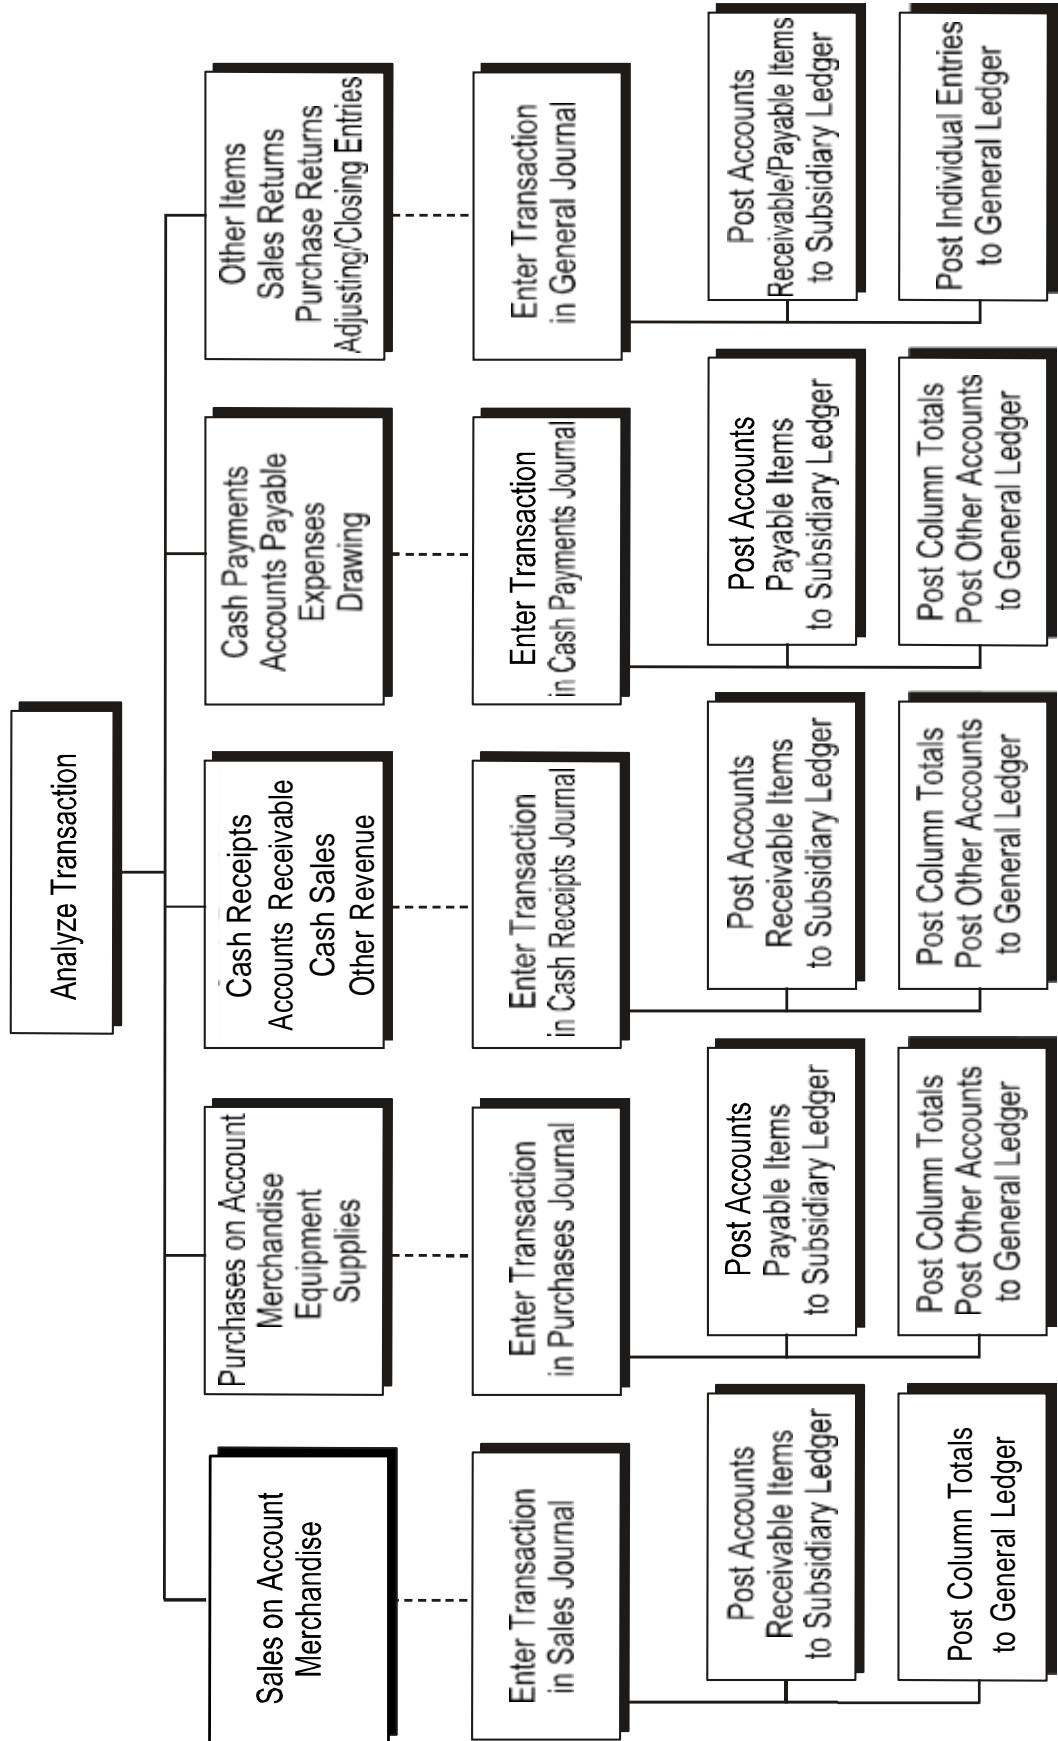 Analyze Transaction
Sales on Account
Merchandise
Purchases on Account
Merchandise
Equipment
Supplies
Cash Receipts
Accounts Receivable
Cash Sales
Other Revenue
Cash Payments
Accounts Payable
Expenses
Drawing
Other Items
Sales Returns
Purchase Returns
Adjusting/Closing Entries
Enter Transaction
in Sales Journal
Enter Transaction
in Purchases Journal
Enter Transaction
in Cash Receipts Journal
Enter Transaction
in Cash Payments Journal
Enter Transaction
in General Journal
Post Accounts
Receivable Items
to Subsidiary Ledger
Post Accounts
Payable Items
to Subsidiary Ledger
Post Accounts
Receivable Items
to Subsidiary Ledger
Post Accounts
Payable Items
to Subsidiary Ledger
Post Accounts
Receivable/Payable Items
to Subsidiary Ledger
Post Column Totals
to General Ledger
Post Column Totals
Post Other Accounts
to General Ledger
Post Column Totals
Post Other Accounts
to General Ledger
Post Column Totals
Post Other Accounts
to General Ledger
Post Individual Entries
to General Ledger